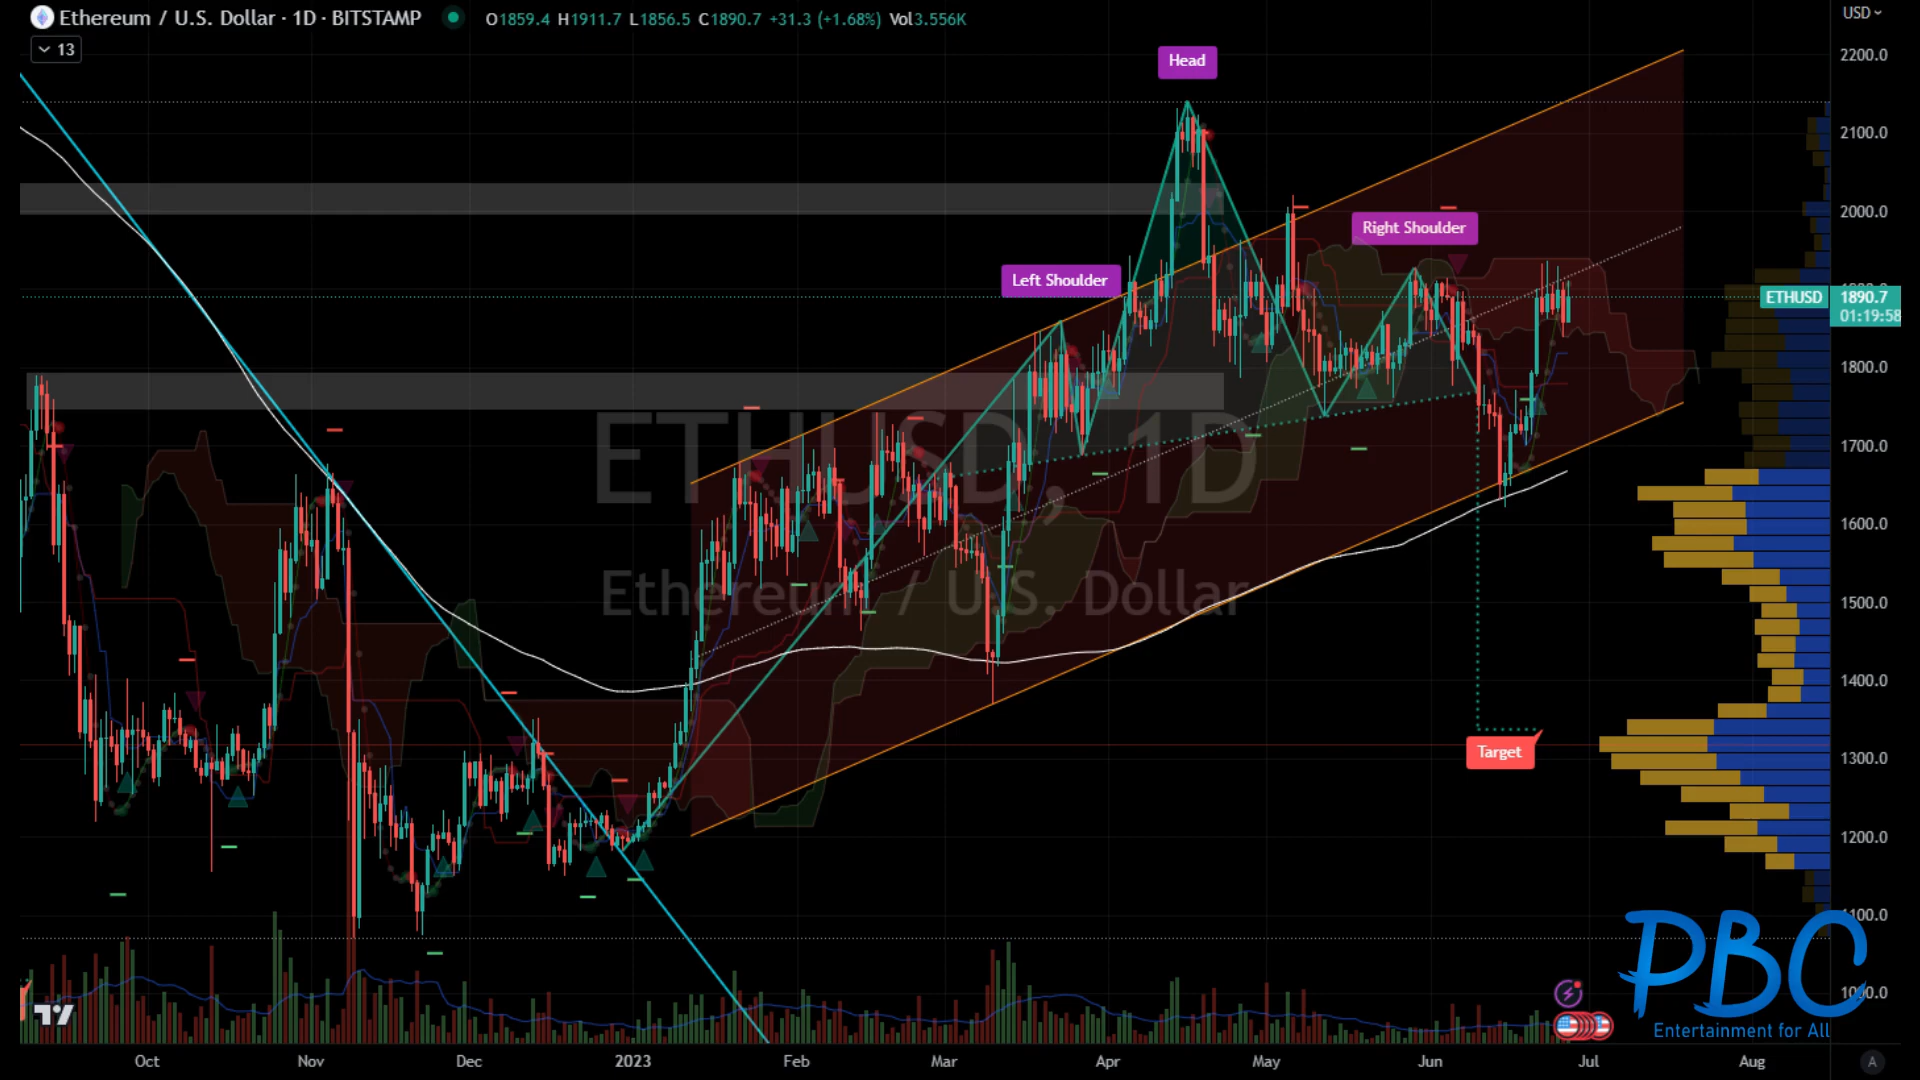 Ethereum / U.S. Dollar · 1D · BITSTAMP O1859.4 H1911.7 L1856.5 C1890.7 +31.3 (+1.68%) Vol3.556K
USD
13
Head
2200.0
2100.0
2000.0
Right Shoulder
Left Shoulder
ETHUSD 1890.7
01:19:58
1800.0
ETHUSD, 1D
1700.0
1600.0
Ethereum / U.S. Dollar
1500.0
1400.0
Target
1300.0
1200.0
1100.0
PBC
1000.0
Entertainment for All
Oct Nov Dec 2023 Feb Mar Apr May Jun Jul Aug
A